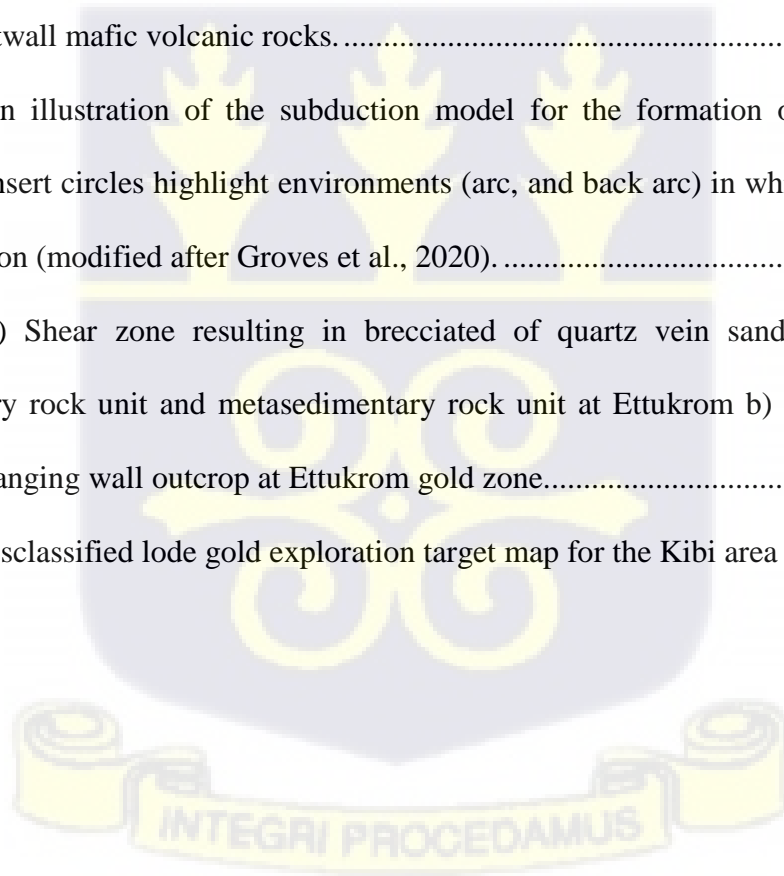 twall mafic volcanic rocks. ......................................................
n illustration of the subduction model for the formation o
nsert circles highlight environments (arc, and back arc) in wh
on (modified after Groves et al., 2020). ..................................
) Shear zone resulting in brecciated of quartz vein sand
ry rock unit and metasedimentary rock unit at Ettukrom b)
anging wall outcrop at Ettukrom gold zone.............................
sclassified lode gold exploration target map for the Kibi area
INTEGRI PROCEDAMUS